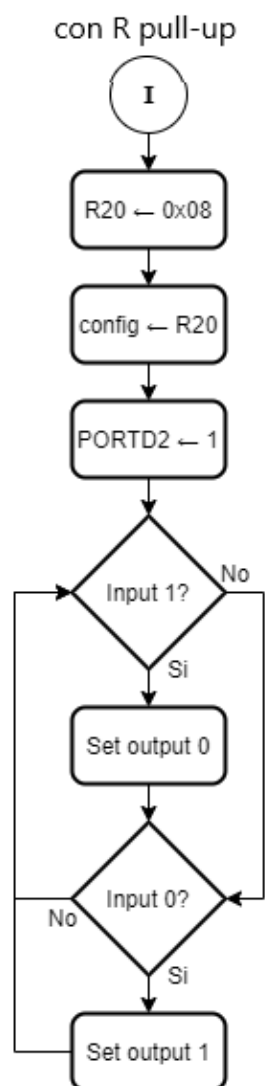 con R pull-up
I
R20 ← 0x08
config ← R20
PORTD2 ← 1
Input 1?
No
Si
Set output 0
Input 0?
No
Si
Set output 1